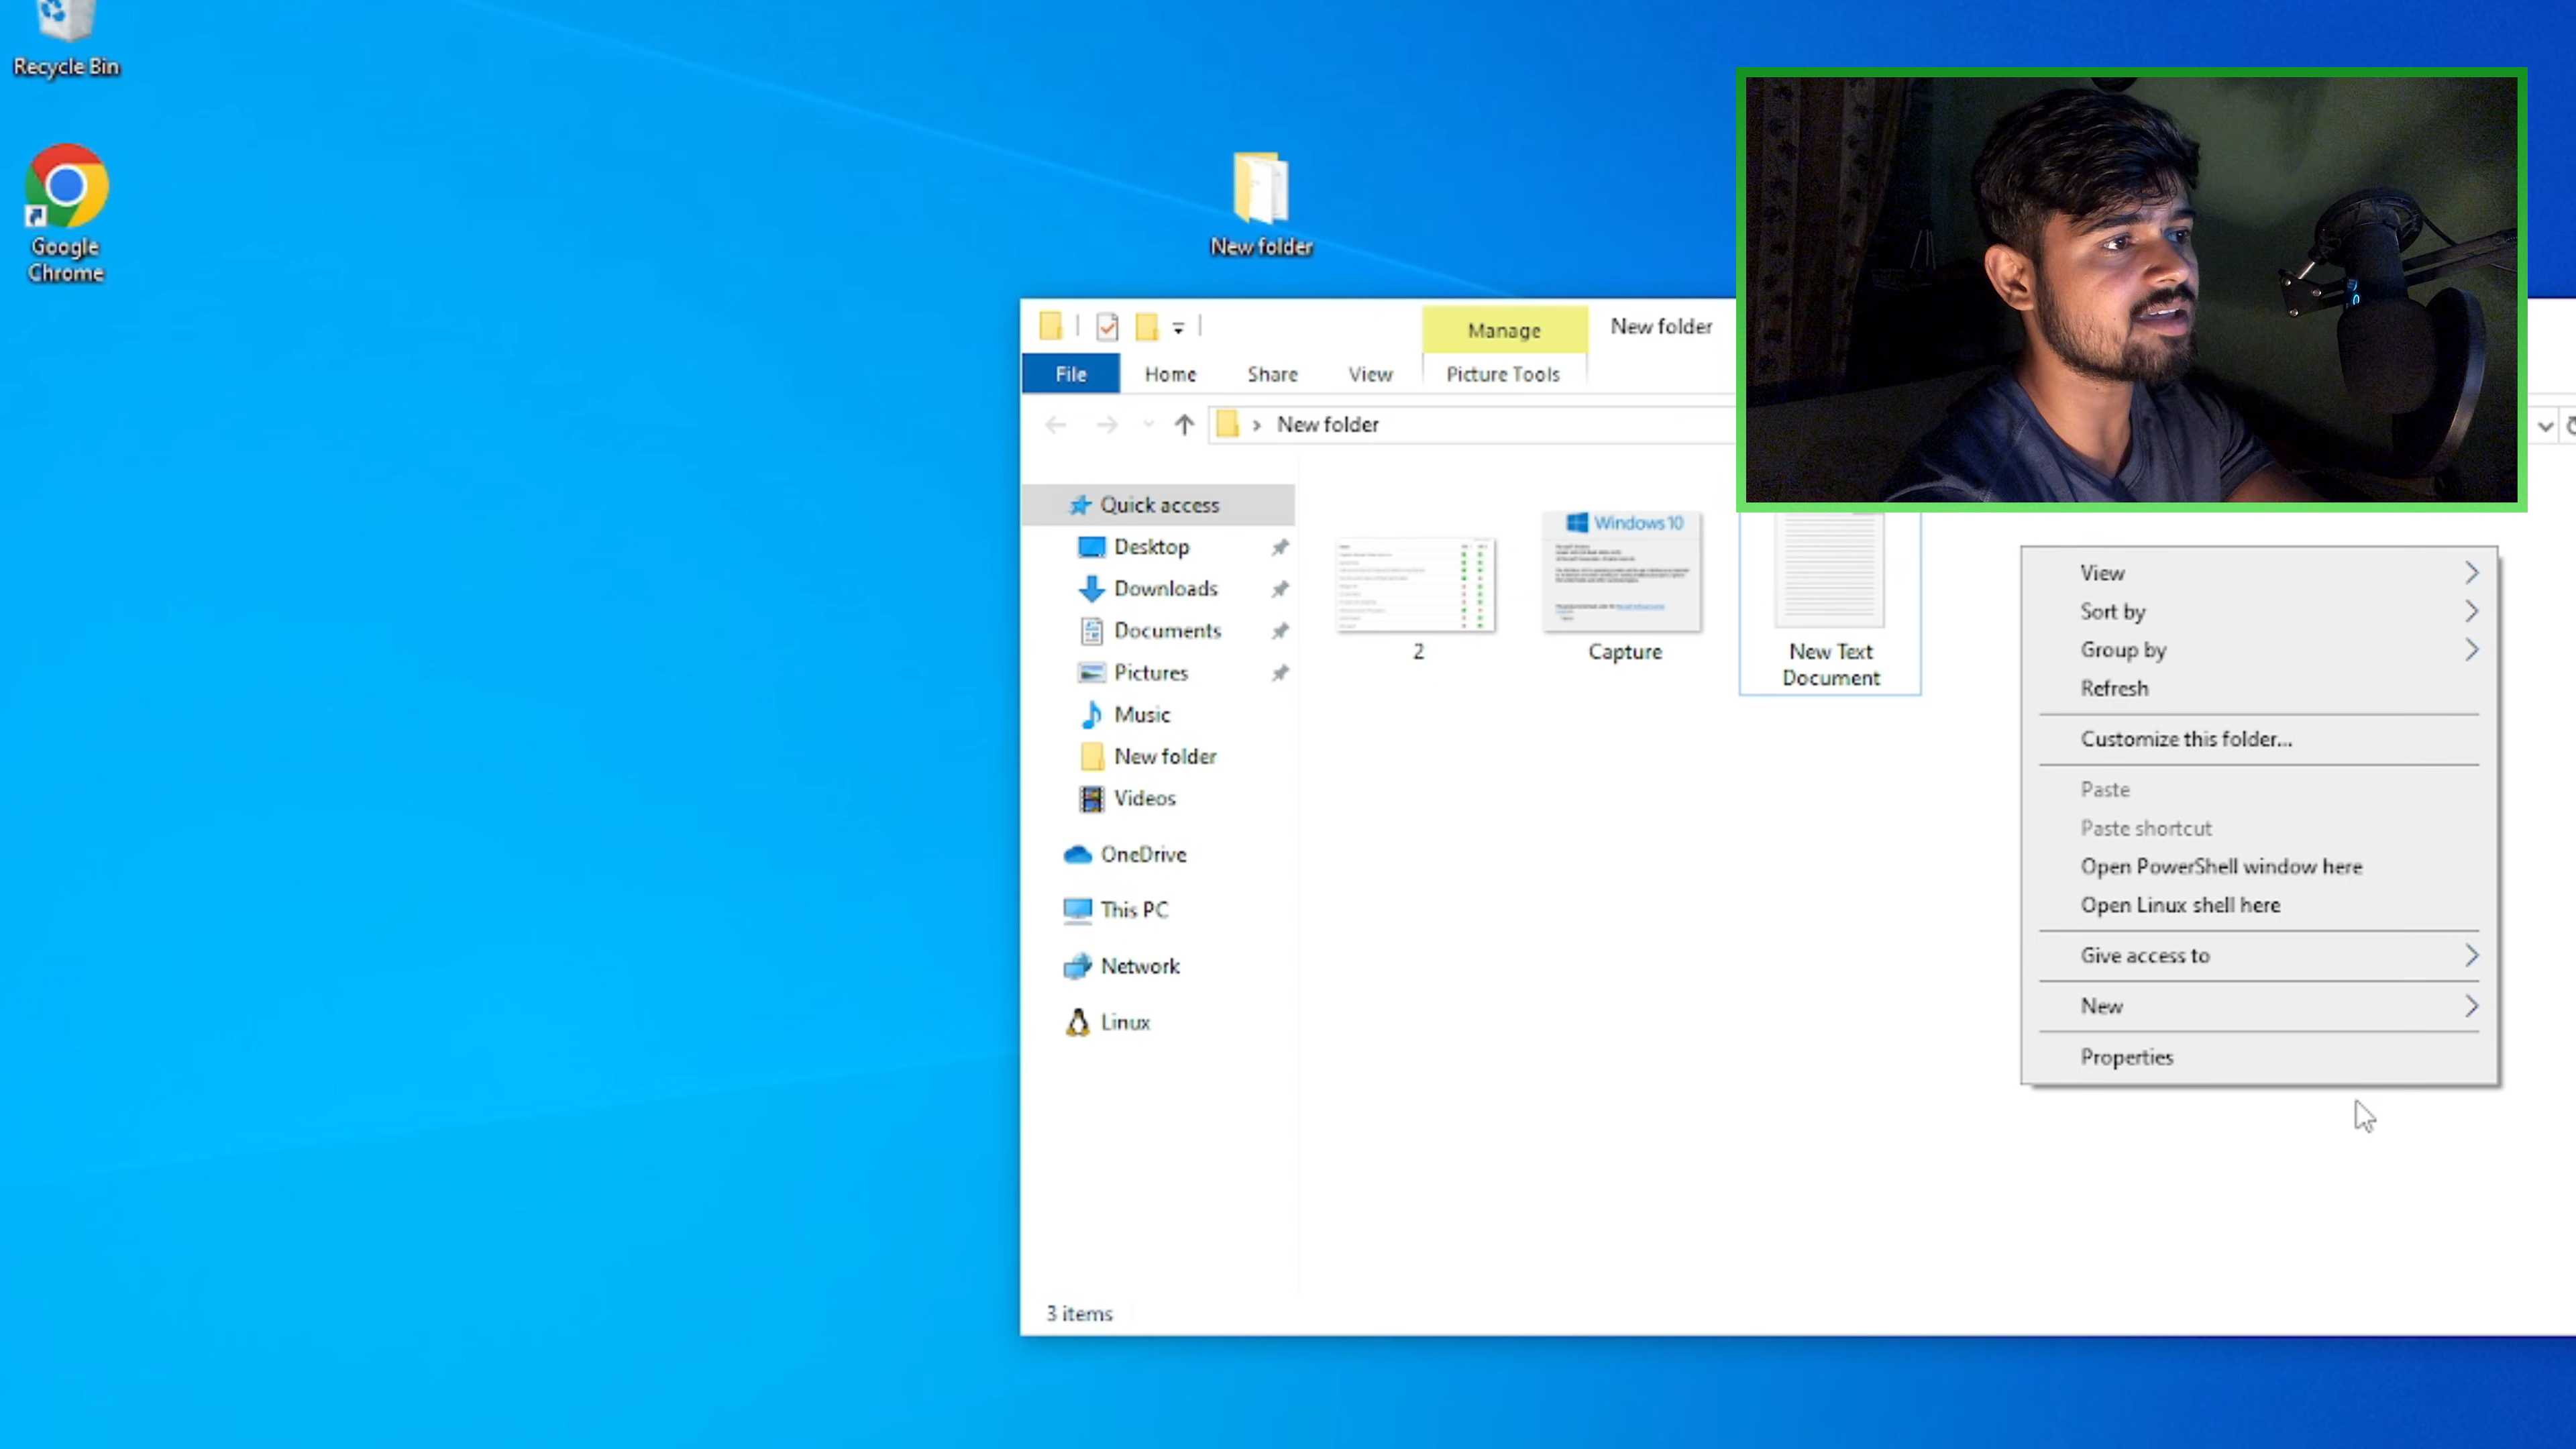 Recycle Bin
Google
Chrome
New folder
Manage
New folder
File
Home
Share
View
Picture Tools
New folder
Quick access
Desktop
Downloads
Documents
Pictures
Music
New folder
Videos
OneDrive
This PC
Network
Linux
Windows 10
2
Capture
New Text
Document
View
Sort by
Group by
Refresh
Customize this folder...
Paste
Paste shortcut
Open PowerShell window here
Open Linux shell here
Give access to
New
Properties
3 items